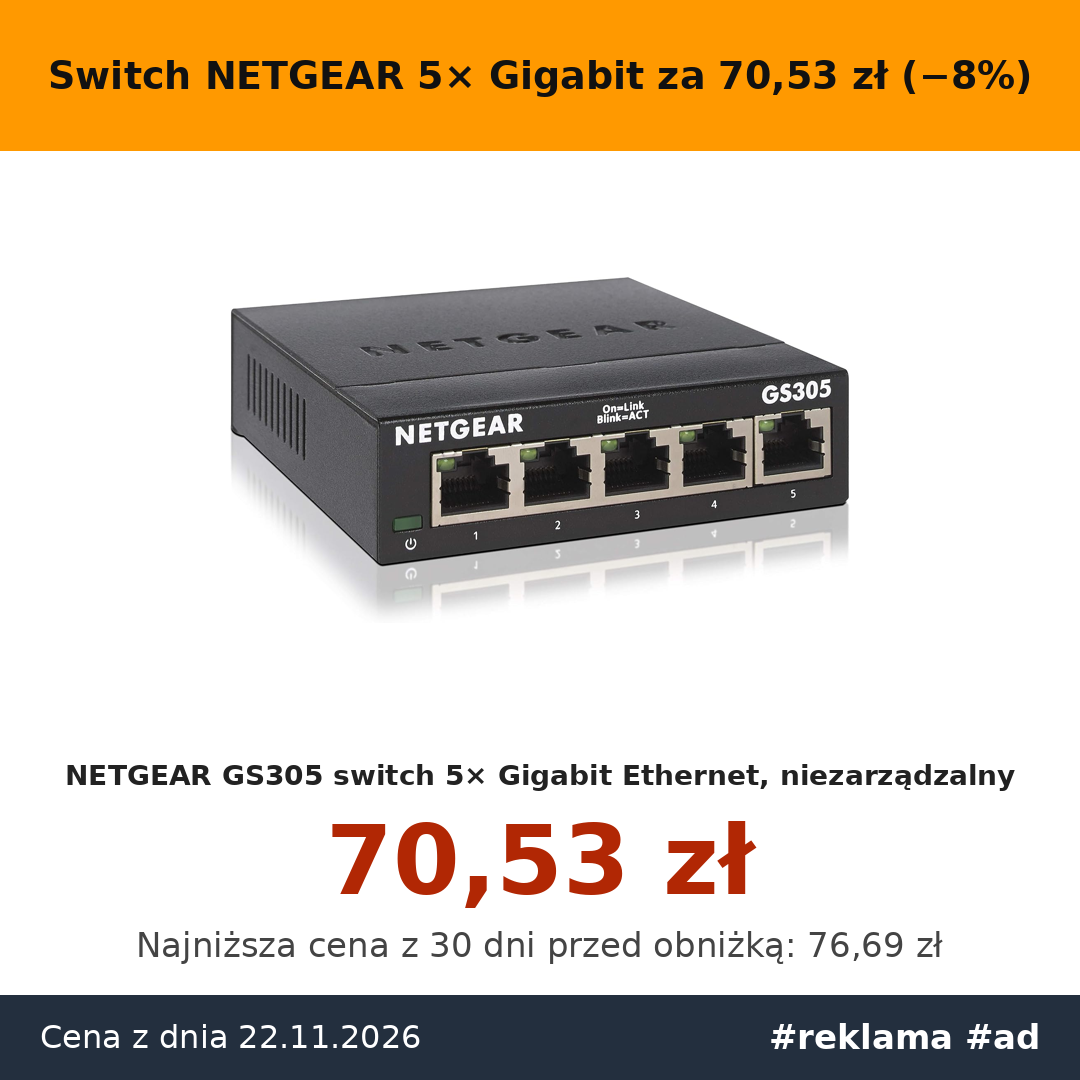 Switch NETGEAR 5× Gigabit za 70,53 zł (−8%)
NETGEAR
GS305
On=Link
Blink=ACT
NETGEAR
1 2 3 4 5
NETGEAR GS305 switch 5× Gigabit Ethernet, niezarządzalny
70,53 zł
Najniższa cena z 30 dni przed obniżką: 76,69 zł
Cena z dnia 22.11.2026
#reklama #ad